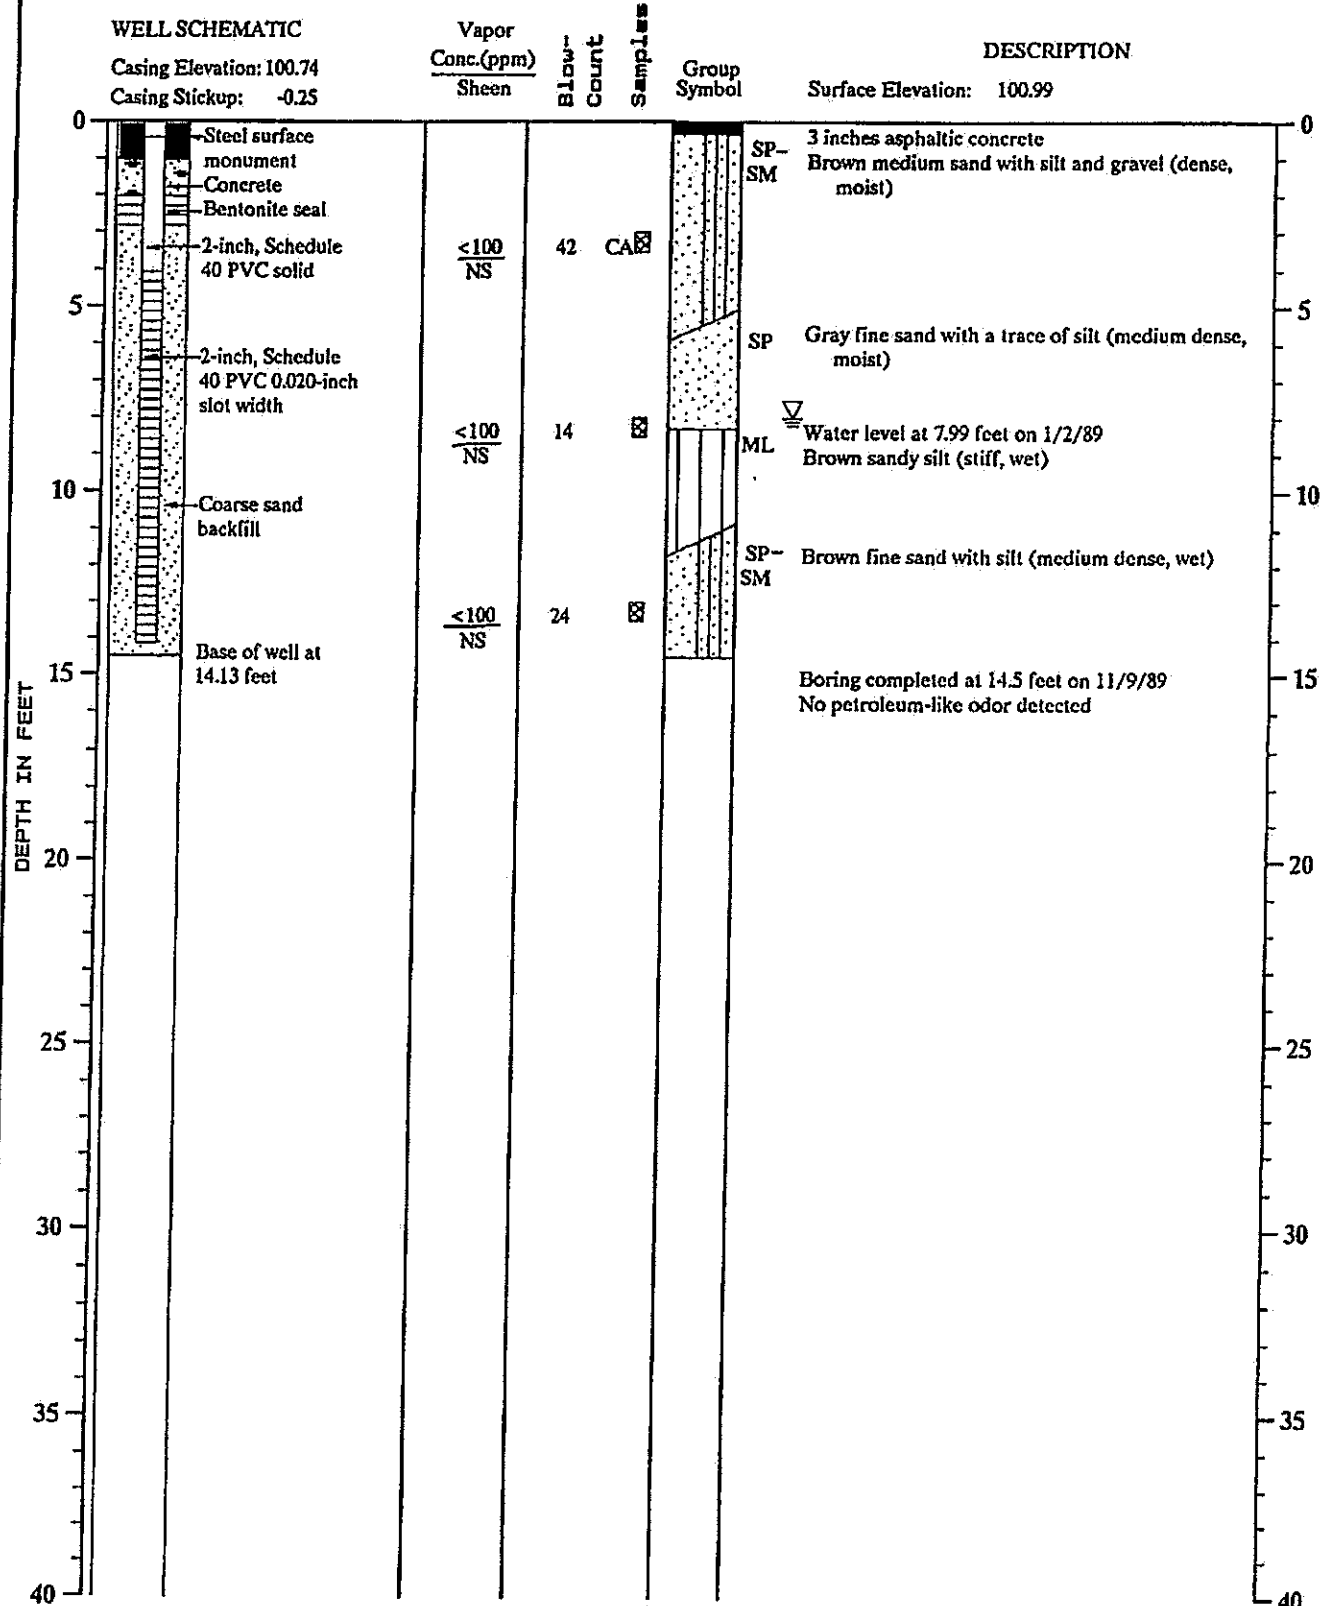 WELL SCHEMATIC
Casing Elevation: 100.74
Casing Stickup: -0.25
Vapor
Conc.(ppm)
Sheen
Blow-
Count
Samples
Group
Symbol
DESCRIPTION
Surface Elevation: 100.99
0
Steel surface
monument
Concrete
Bentonite seal
2-inch, Schedule
40 PVC solid
5
2-inch, Schedule
40 PVC 0.020-inch
slot width
10
Coarse sand
backfill
Base of well at
14.13 feet
15
DEPTH IN FEET
20
25
30
35
40
<100
NS
42 CA
<100
NS
14
<100
NS
24
SP-
SM
SP
ML
SP-
SM
3 inches asphaltic concrete
Brown medium sand with silt and gravel (dense,
moist)
Gray fine sand with a trace of silt (medium dense,
moist)
Water level at 7.99 feet on 1/2/89
Brown sandy silt (stiff, wet)
Brown fine sand with silt (medium dense, wet)
Boring completed at 14.5 feet on 11/9/89
No petroleum-like odor detected
0
5
10
15
20
25
30
35
40